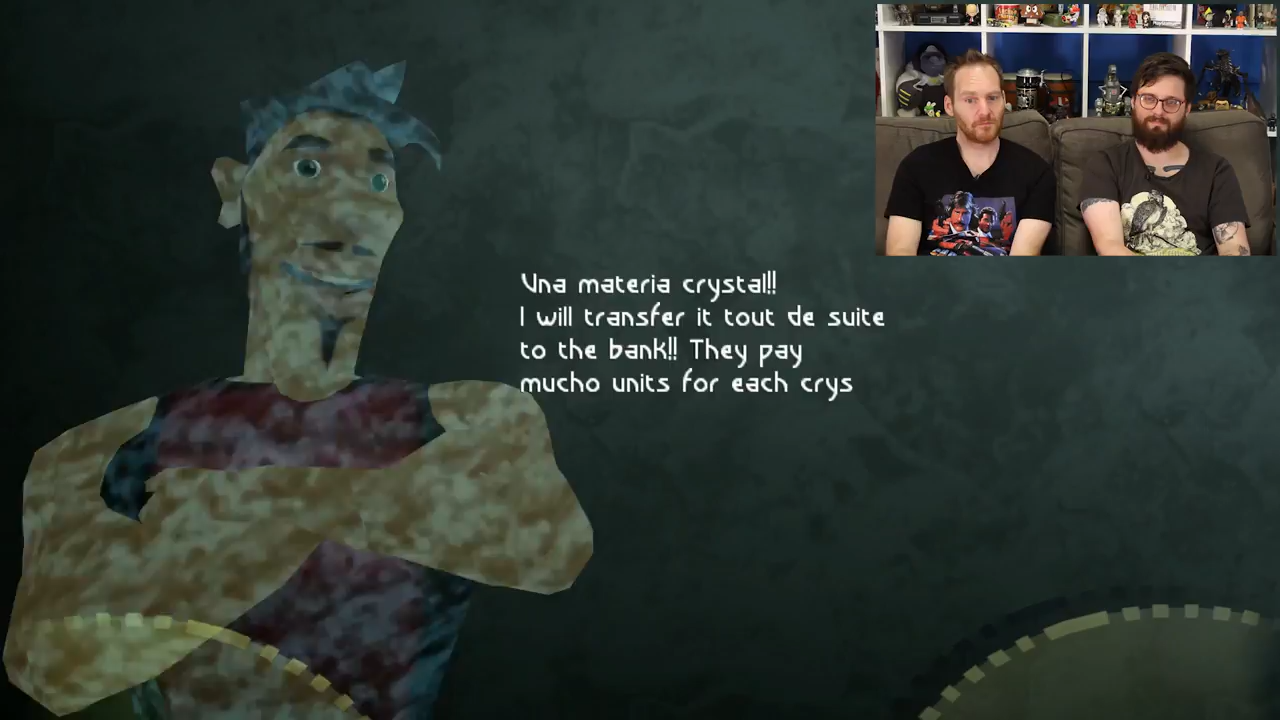 Una materia crystal!!
I will transfer it tout de suite
to the bank!! They pay
mucho units for each crys